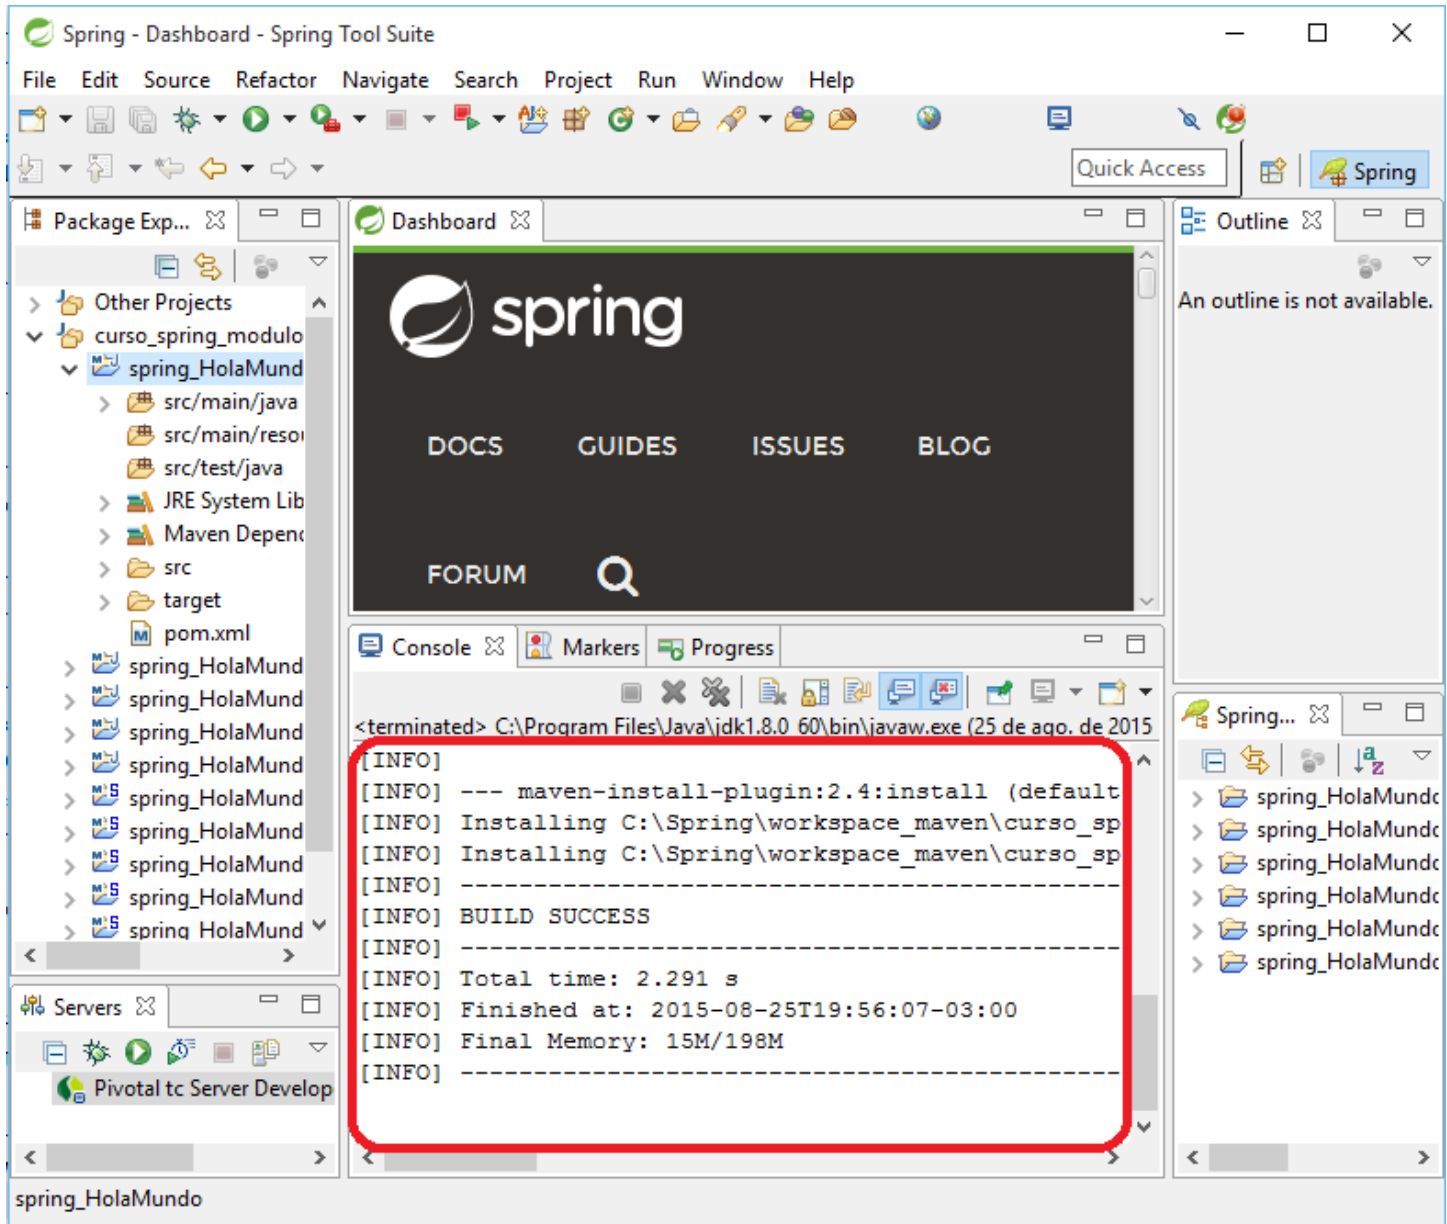 Spring - Dashboard - Spring Tool Suite
File Edit Source Refactor Navigate Search Project Run Window Help
Quick Access
Spring
Package Exp...
Other Projects
curso_spring_modulo
spring_HolaMund
src/main/java
src/main/resou
src/test/java
JRE System Lib
Maven Depend
src
target
pom.xml
spring_HolaMund
spring_HolaMund
spring_HolaMund
spring_HolaMund
spring_HolaMund
spring_HolaMund
spring_HolaMund
spring_HolaMund
spring_HolaMund
Servers
Pivotal tc Server Develop
Dashboard
spring
DOCS GUIDES ISSUES BLOG
FORUM
Console Markers Progress
<terminated> C:\Program Files\Java\jdk1.8.0_60\bin\javaw.exe (25 de ago. de 2015
[INFO]
[INFO] --- maven-install-plugin:2.4:install (default
[INFO] Installing C:\Spring\workspace_maven\curso_sp
[INFO] Installing C:\Spring\workspace_maven\curso_sp
[INFO] ---------------------------------------------
[INFO] BUILD SUCCESS
[INFO] ---------------------------------------------
[INFO] Total time: 2.291 s
[INFO] Finished at: 2015-08-25T19:56:07-03:00
[INFO] Final Memory: 15M/198M
[INFO] ---------------------------------------------
Outline
An outline is not available.
Spring...
spring_HolaMundo
spring_HolaMundo
spring_HolaMundo
spring_HolaMundo
spring_HolaMundo
spring_HolaMundo
spring_HolaMundo